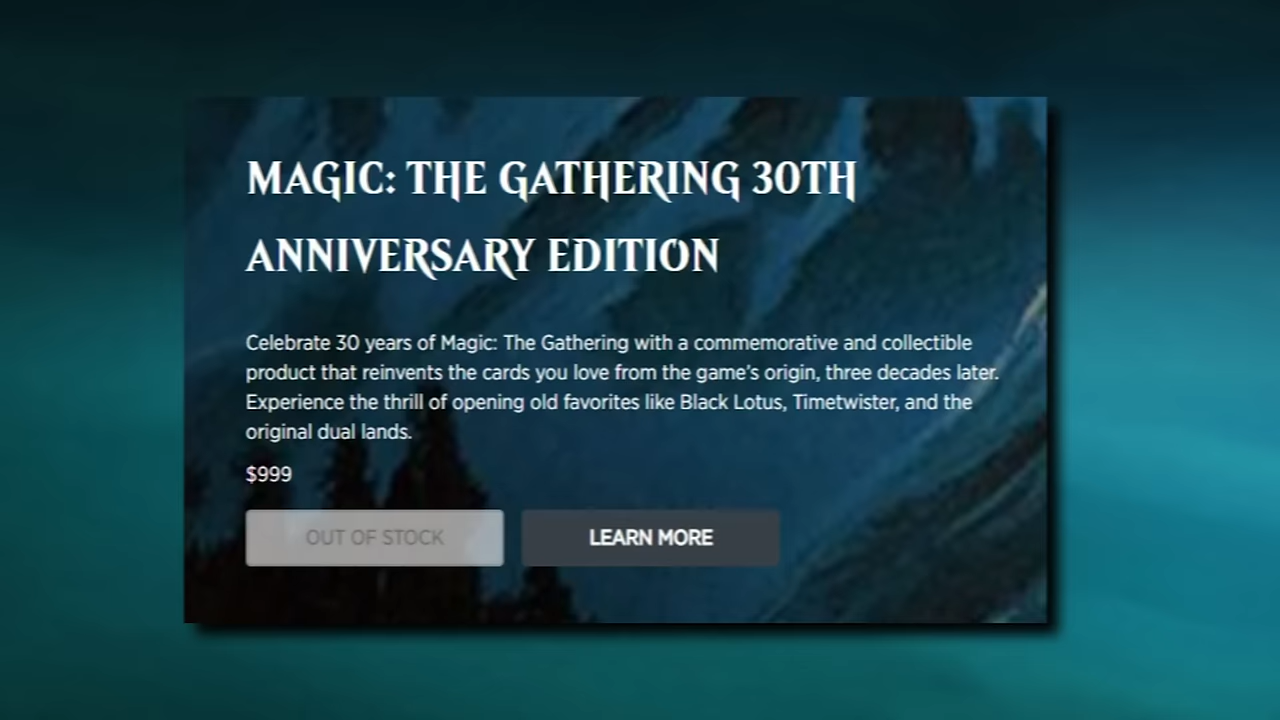 MAGIC: THE GATHERING 30TH
ANNIVERSARY EDITION
Celebrate 30 years of Magic: The Gathering with a commemorative and collectible
product that reinvents the cards you love from the game's origin, three decades later.
Experience the thrill of opening old favorites like Black Lotus, Timetwister, and the
original dual lands.
$999
OUT OF STOCK LEARN MORE